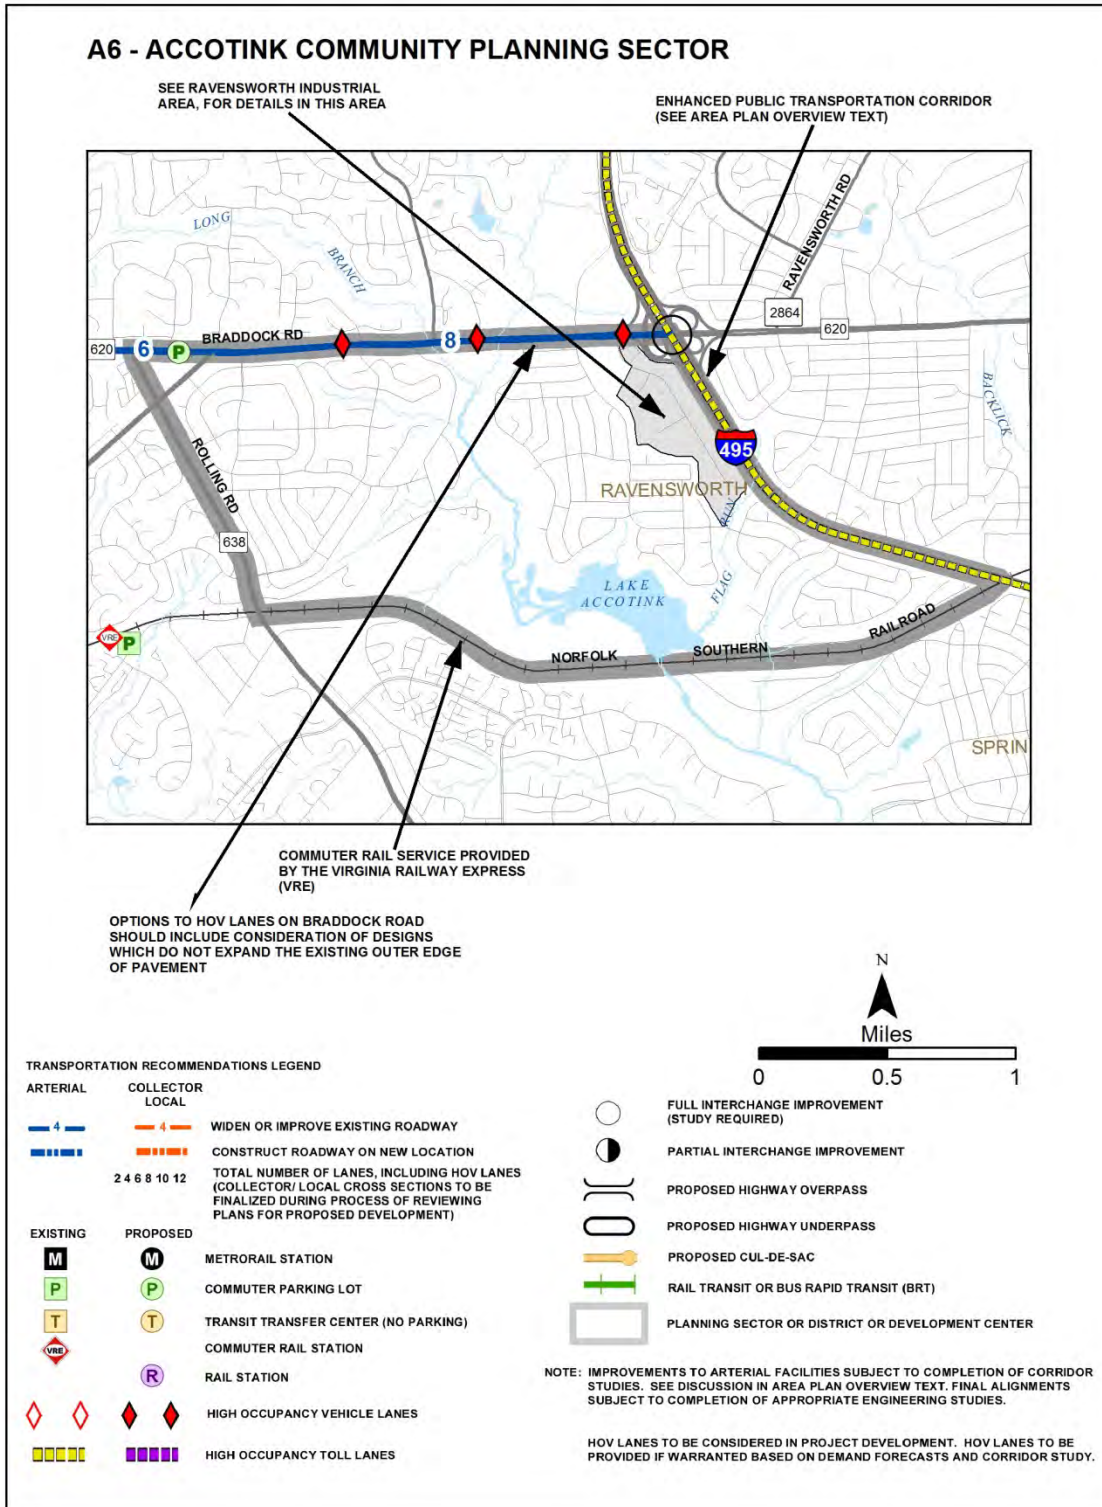 A6 - ACCOTINK COMMUNITY PLANNING SECTOR
SEE RAVENSWORTH INDUSTRIAL
AREA, FOR DETAILS IN THIS AREA
ENHANCED PUBLIC TRANSPORTATION CORRIDOR
(SEE AREA PLAN OVERVIEW TEXT)
LONG
BRANCH
RAVENSWORTH RD
2864
620
BRADDOCK RD
620
6
P
8
BACKLICK
ROLLING RD
495
RAVENSWORTH
RUN
638
FLAG
LAKE
ACCOTINK
VRE
P
NORFOLK
SOUTHERN
RAILROAD
SPRIN
COMMUTER RAIL SERVICE PROVIDED
BY THE VIRGINIA RAILWAY EXPRESS
(VRE)
OPTIONS TO HOV LANES ON BRADDOCK ROAD
SHOULD INCLUDE CONSIDERATION OF DESIGNS
WHICH DO NOT EXPAND THE EXISTING OUTER EDGE
OF PAVEMENT
N
Miles
0 0.5 1
TRANSPORTATION RECOMMENDATIONS LEGEND
ARTERIAL COLLECTOR
LOCAL
4 4 WIDEN OR IMPROVE EXISTING ROADWAY
CONSTRUCT ROADWAY ON NEW LOCATION
2 4 6 8 10 12 TOTAL NUMBER OF LANES, INCLUDING HOV LANES
(COLLECTOR/ LOCAL CROSS SECTIONS TO BE
FINALIZED DURING PROCESS OF REVIEWING
PLANS FOR PROPOSED DEVELOPMENT)
EXISTING PROPOSED
M M METRORAIL STATION
P P COMMUTER PARKING LOT
T T TRANSIT TRANSFER CENTER (NO PARKING)
VRE COMMUTER RAIL STATION
R RAIL STATION
HIGH OCCUPANCY VEHICLE LANES
HIGH OCCUPANCY TOLL LANES
FULL INTERCHANGE IMPROVEMENT
(STUDY REQUIRED)
PARTIAL INTERCHANGE IMPROVEMENT
PROPOSED HIGHWAY OVERPASS
PROPOSED HIGHWAY UNDERPASS
PROPOSED CUL-DE-SAC
RAIL TRANSIT OR BUS RAPID TRANSIT (BRT)
PLANNING SECTOR OR DISTRICT OR DEVELOPMENT CENTER
NOTE: IMPROVEMENTS TO ARTERIAL FACILITIES SUBJECT TO COMPLETION OF CORRIDOR
STUDIES. SEE DISCUSSION IN AREA PLAN OVERVIEW TEXT. FINAL ALIGNMENTS
SUBJECT TO COMPLETION OF APPROPRIATE ENGINEERING STUDIES.
HOV LANES TO BE CONSIDERED IN PROJECT DEVELOPMENT. HOV LANES TO BE
PROVIDED IF WARRANTED BASED ON DEMAND FORECASTS AND CORRIDOR STUDY.